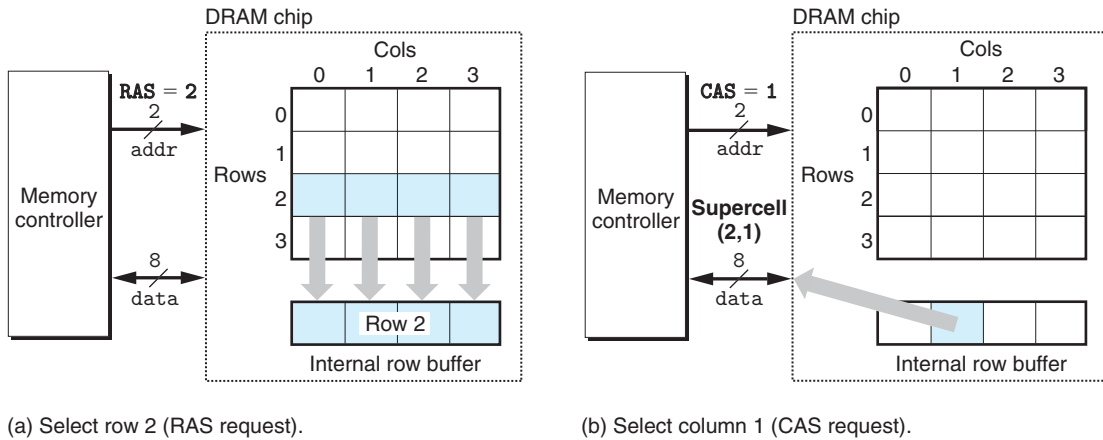 DRAM chip
Cols
0 1 2 3
RAS = 2
2
addr
0
1
Rows
2
3
Memory
controller
8
data
Row 2
Internal row buffer
(a) Select row 2 (RAS request).
DRAM chip
Cols
0 1 2 3
CAS = 1
2
addr
0
1
Rows
2
3
Memory
controller
Supercell
(2,1)
8
data
Internal row buffer
(b) Select column 1 (CAS request).